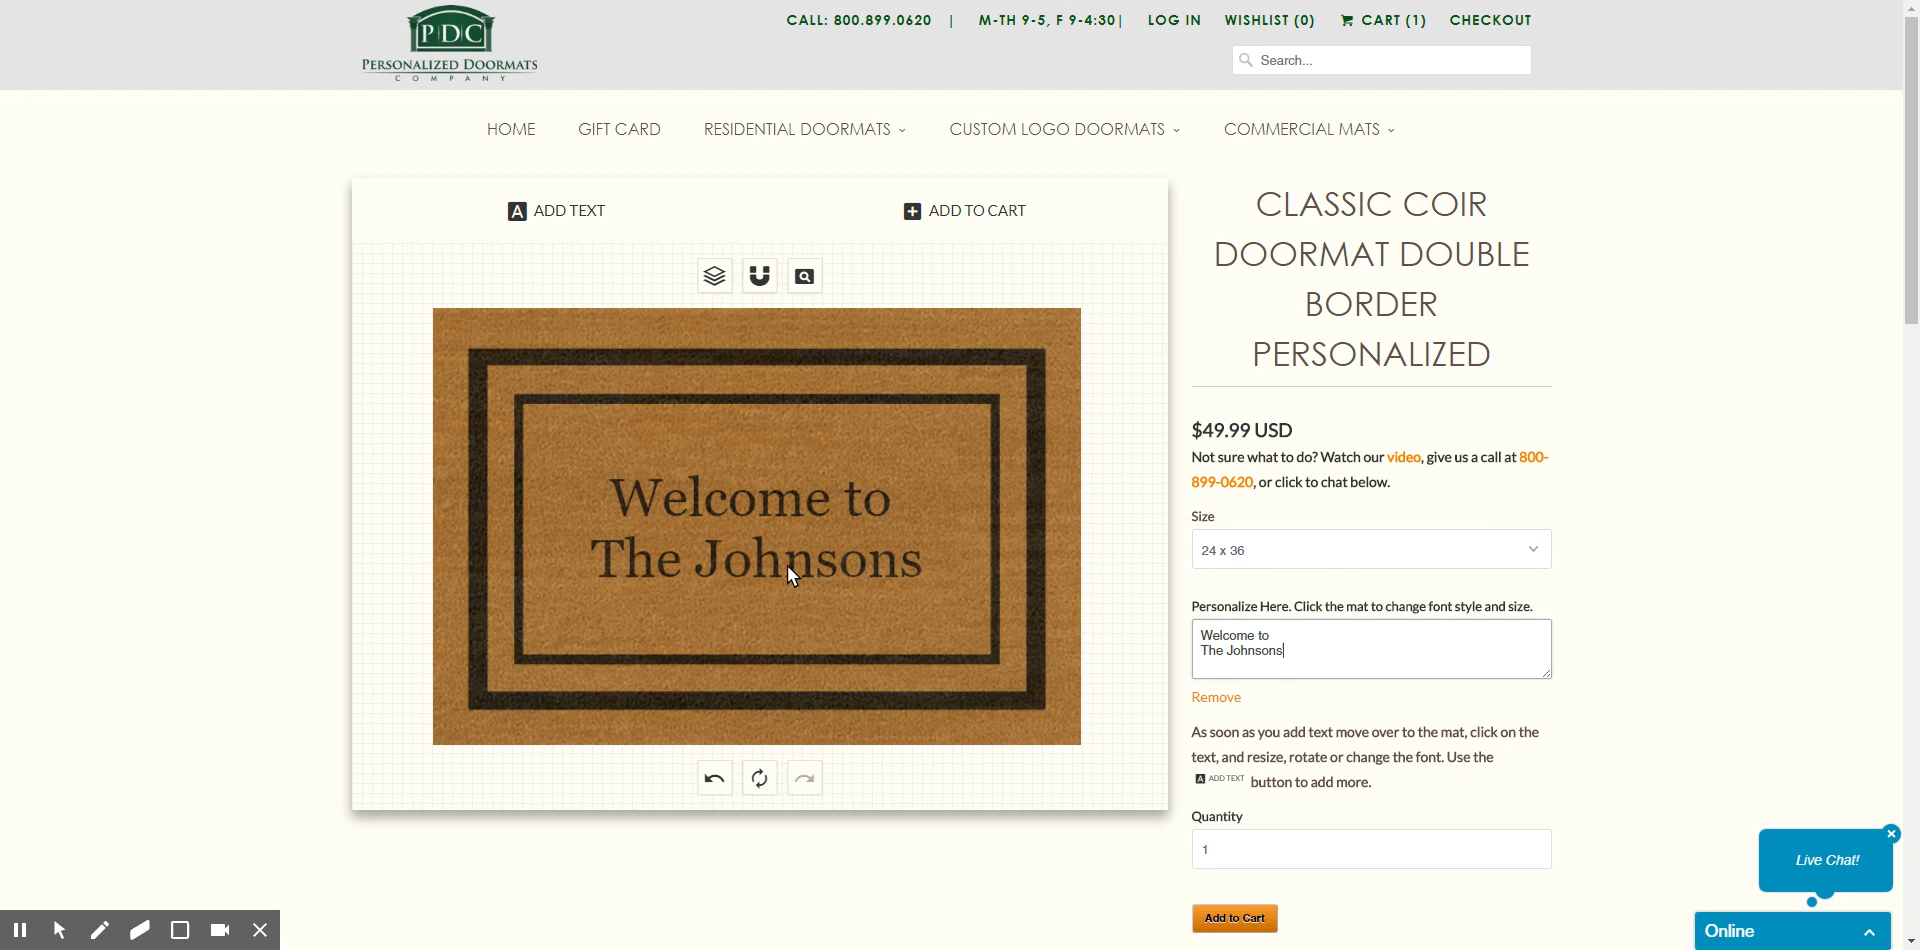 PDC
PERSONALIZED DOORMATS
COMPANY
CALL: 800.899.0620 | M-TH 9-5, F 9-4:30| LOG IN WISHLIST (0) CART (1) CHECKOUT
Search...
HOME GIFT CARD RESIDENTIAL DOORMATS CUSTOM LOGO DOORMATS COMMERCIAL MATS
A ADD TEXT ADD TO CART
Welcome to
The Johnsons
CLASSIC COIR
DOORMAT DOUBLE
BORDER
PERSONALIZED
$49.99 USD
Not sure what to do? Watch our video, give us a call at 800-
899-0620, or click to chat below.
Size
24 x 36
Personalize Here. Click the mat to change font style and size.
Welcome to
The Johnsons
Remove
As soon as you add text move over to the mat, click on the
text, and resize, rotate or change the font. Use the
A ADD TEXT button to add more.
Quantity
1
Add to Cart
Live Chat!
Online